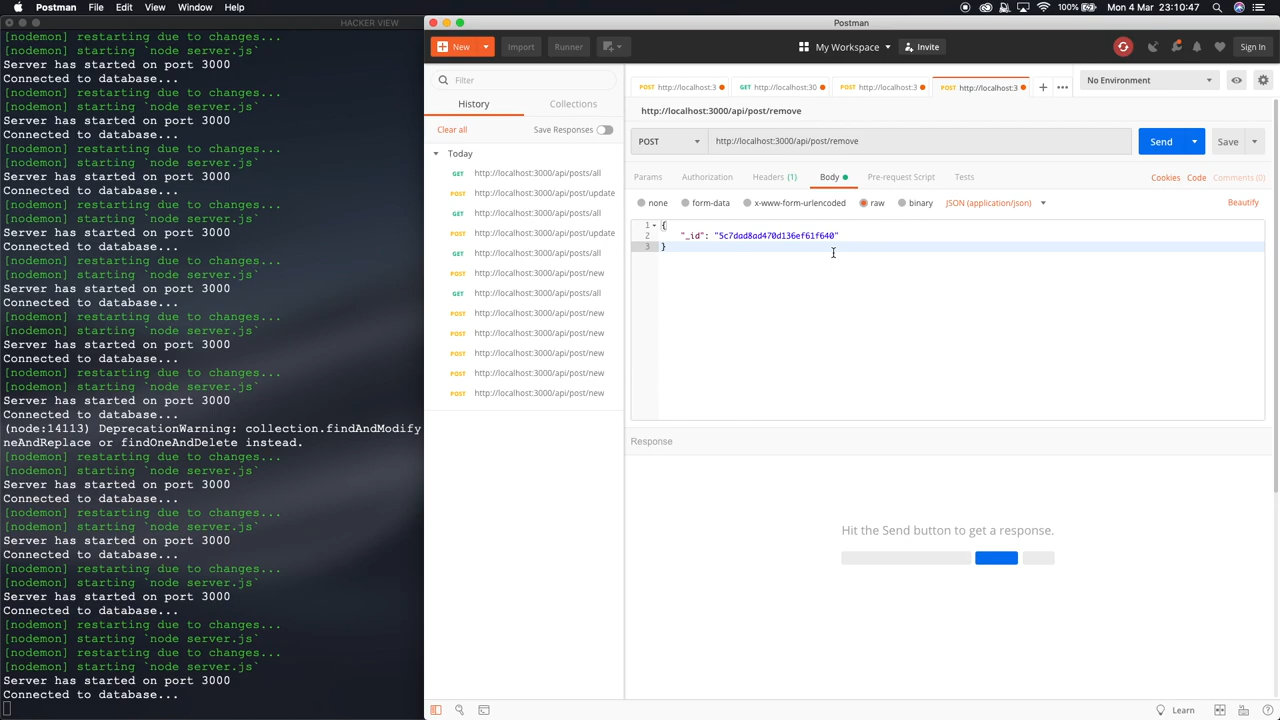 Postman File Edit View Window Help
100% Mon 4 Mar 23:10:47
HACKER VIEW
[nodemon] restarting due to changes...
[nodemon] starting `node server.js`
Server has started on port 3000
Connected to database...
[nodemon] restarting due to changes...
[nodemon] starting `node server.js`
Server has started on port 3000
Connected to database...
[nodemon] restarting due to changes...
[nodemon] starting `node server.js`
Server has started on port 3000
Connected to database...
[nodemon] restarting due to changes...
[nodemon] starting `node server.js`
[nodemon] restarting due to changes...
[nodemon] starting `node server.js`
Server has started on port 3000
Connected to database...
[nodemon] restarting due to changes...
[nodemon] starting `node server.js`
Server has started on port 3000
Connected to database...
[nodemon] restarting due to changes...
[nodemon] starting `node server.js`
Server has started on port 3000
Connected to database...
(node:14113) DeprecationWarning: collection.findAndModify
neAndReplace or findOneAndDelete instead.
[nodemon] restarting due to changes...
[nodemon] starting `node server.js`
Server has started on port 3000
Connected to database...
[nodemon] restarting due to changes...
[nodemon] starting `node server.js`
Server has started on port 3000
Connected to database...
[nodemon] restarting due to changes...
[nodemon] starting `node server.js`
Server has started on port 3000
Connected to database...
[nodemon] restarting due to changes...
[nodemon] starting `node server.js`
[nodemon] restarting due to changes...
[nodemon] starting `node server.js`
Server has started on port 3000
Connected to database...
Postman
New Import Runner My Workspace Invite Sign In
Filter
History Collections
Clear all Save Responses
Today
GET http://localhost:3000/api/posts/all
POST http://localhost:3000/api/post/update
GET http://localhost:3000/api/posts/all
POST http://localhost:3000/api/post/update
GET http://localhost:3000/api/posts/all
POST http://localhost:3000/api/post/new
GET http://localhost:3000/api/posts/all
POST http://localhost:3000/api/post/new
POST http://localhost:3000/api/post/new
POST http://localhost:3000/api/post/new
POST http://localhost:3000/api/post/new
POST http://localhost:3000/api/post/new
POST http://localhost:3 GET http://localhost:30 POST http://localhost:3 POST http://localhost:3 No Environment
http://localhost:3000/api/post/remove
POST http://localhost:3000/api/post/remove Send Save
Params Authorization Headers (1) Body Pre-request Script Tests Cookies Code Comments (0)
none form-data x-www-form-urlencoded raw binary JSON (application/json) Beautify
1 {
2 "_id": "5c7dad8ad470d136ef61f640"
3 }
Response
Hit the Send button to get a response.
Learn